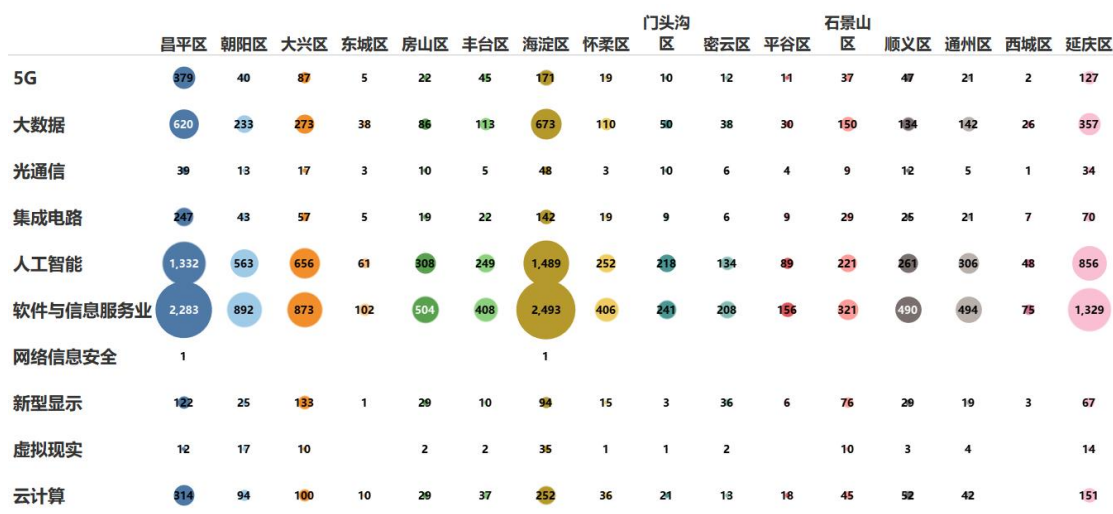 昌平区 朝阳区 大兴区 东城区 房山区 丰台区 海淀区 怀柔区 门头沟区 密云区 平谷区 石景山区 顺义区 通州区 西城区 延庆区
5G 379 40 87 5 22 45 171 19 10 12 11 37 47 21 2 127
大数据 620 233 273 38 86 113 673 110 50 38 30 150 134 142 26 357
光通信 39 13 17 3 10 5 48 3 10 6 4 9 12 5 1 34
集成电路 247 43 57 5 19 22 142 19 9 6 9 29 25 21 7 70
人工智能 1,332 563 656 61 308 249 1,489 252 218 134 89 221 261 306 48 856
软件与信息服务业 2,283 892 873 102 504 408 2,493 406 241 208 156 321 490 494 75 1,329
网络信息安全 1 1
新型显示 122 25 133 1 29 10 94 15 3 36 6 76 29 19 3 67
虚拟现实 12 17 10 2 2 35 1 1 2 10 3 4 14
云计算 314 94 100 10 29 37 252 36 21 13 18 45 52 42 151